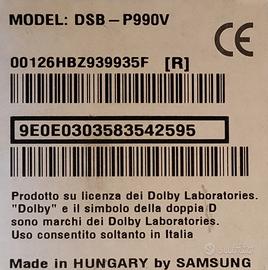 MODEL: DSB-P990V
CE
00126HBZ939935F [R]
9E0E0303583542595
Prodotto su licenza dei Dolby Laboratories.
"Dolby" e il simbolo della doppia D
sono marchi dei Dolby Laboratories.
Uso consentito soltanto in Italia
Made in HUNGARY by SAMSUNG